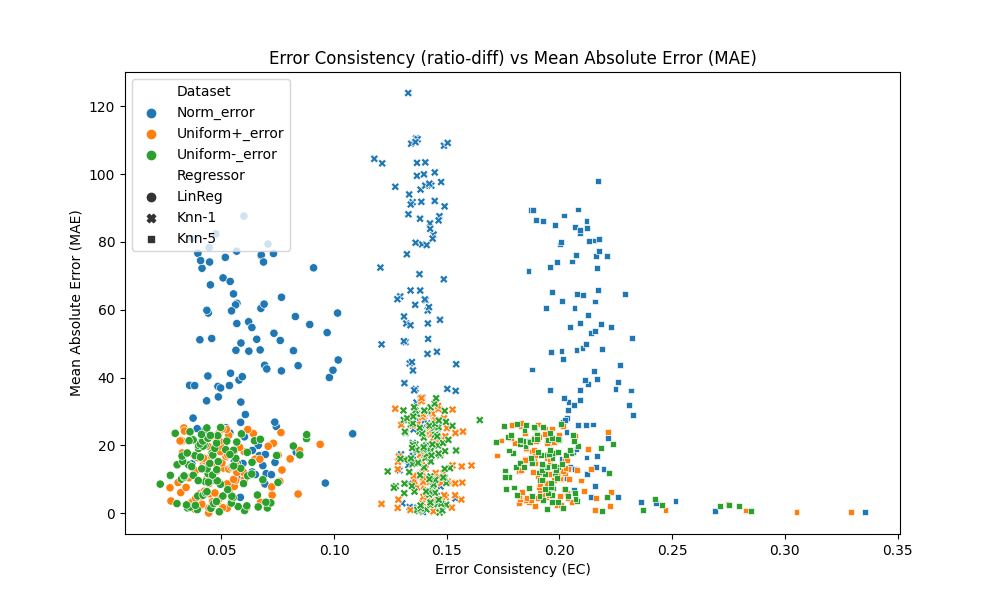 Error Consistency (ratio-diff) vs Mean Absolute Error (MAE)
Dataset
Norm_error
Uniform+_error
Uniform-_error
Regressor
LinReg
Knn-1
Knn-5
Mean Absolute Error (MAE)
120
100
80
60
40
20
0
0.05 0.10 0.15 0.20 0.25 0.30 0.35
Error Consistency (EC)